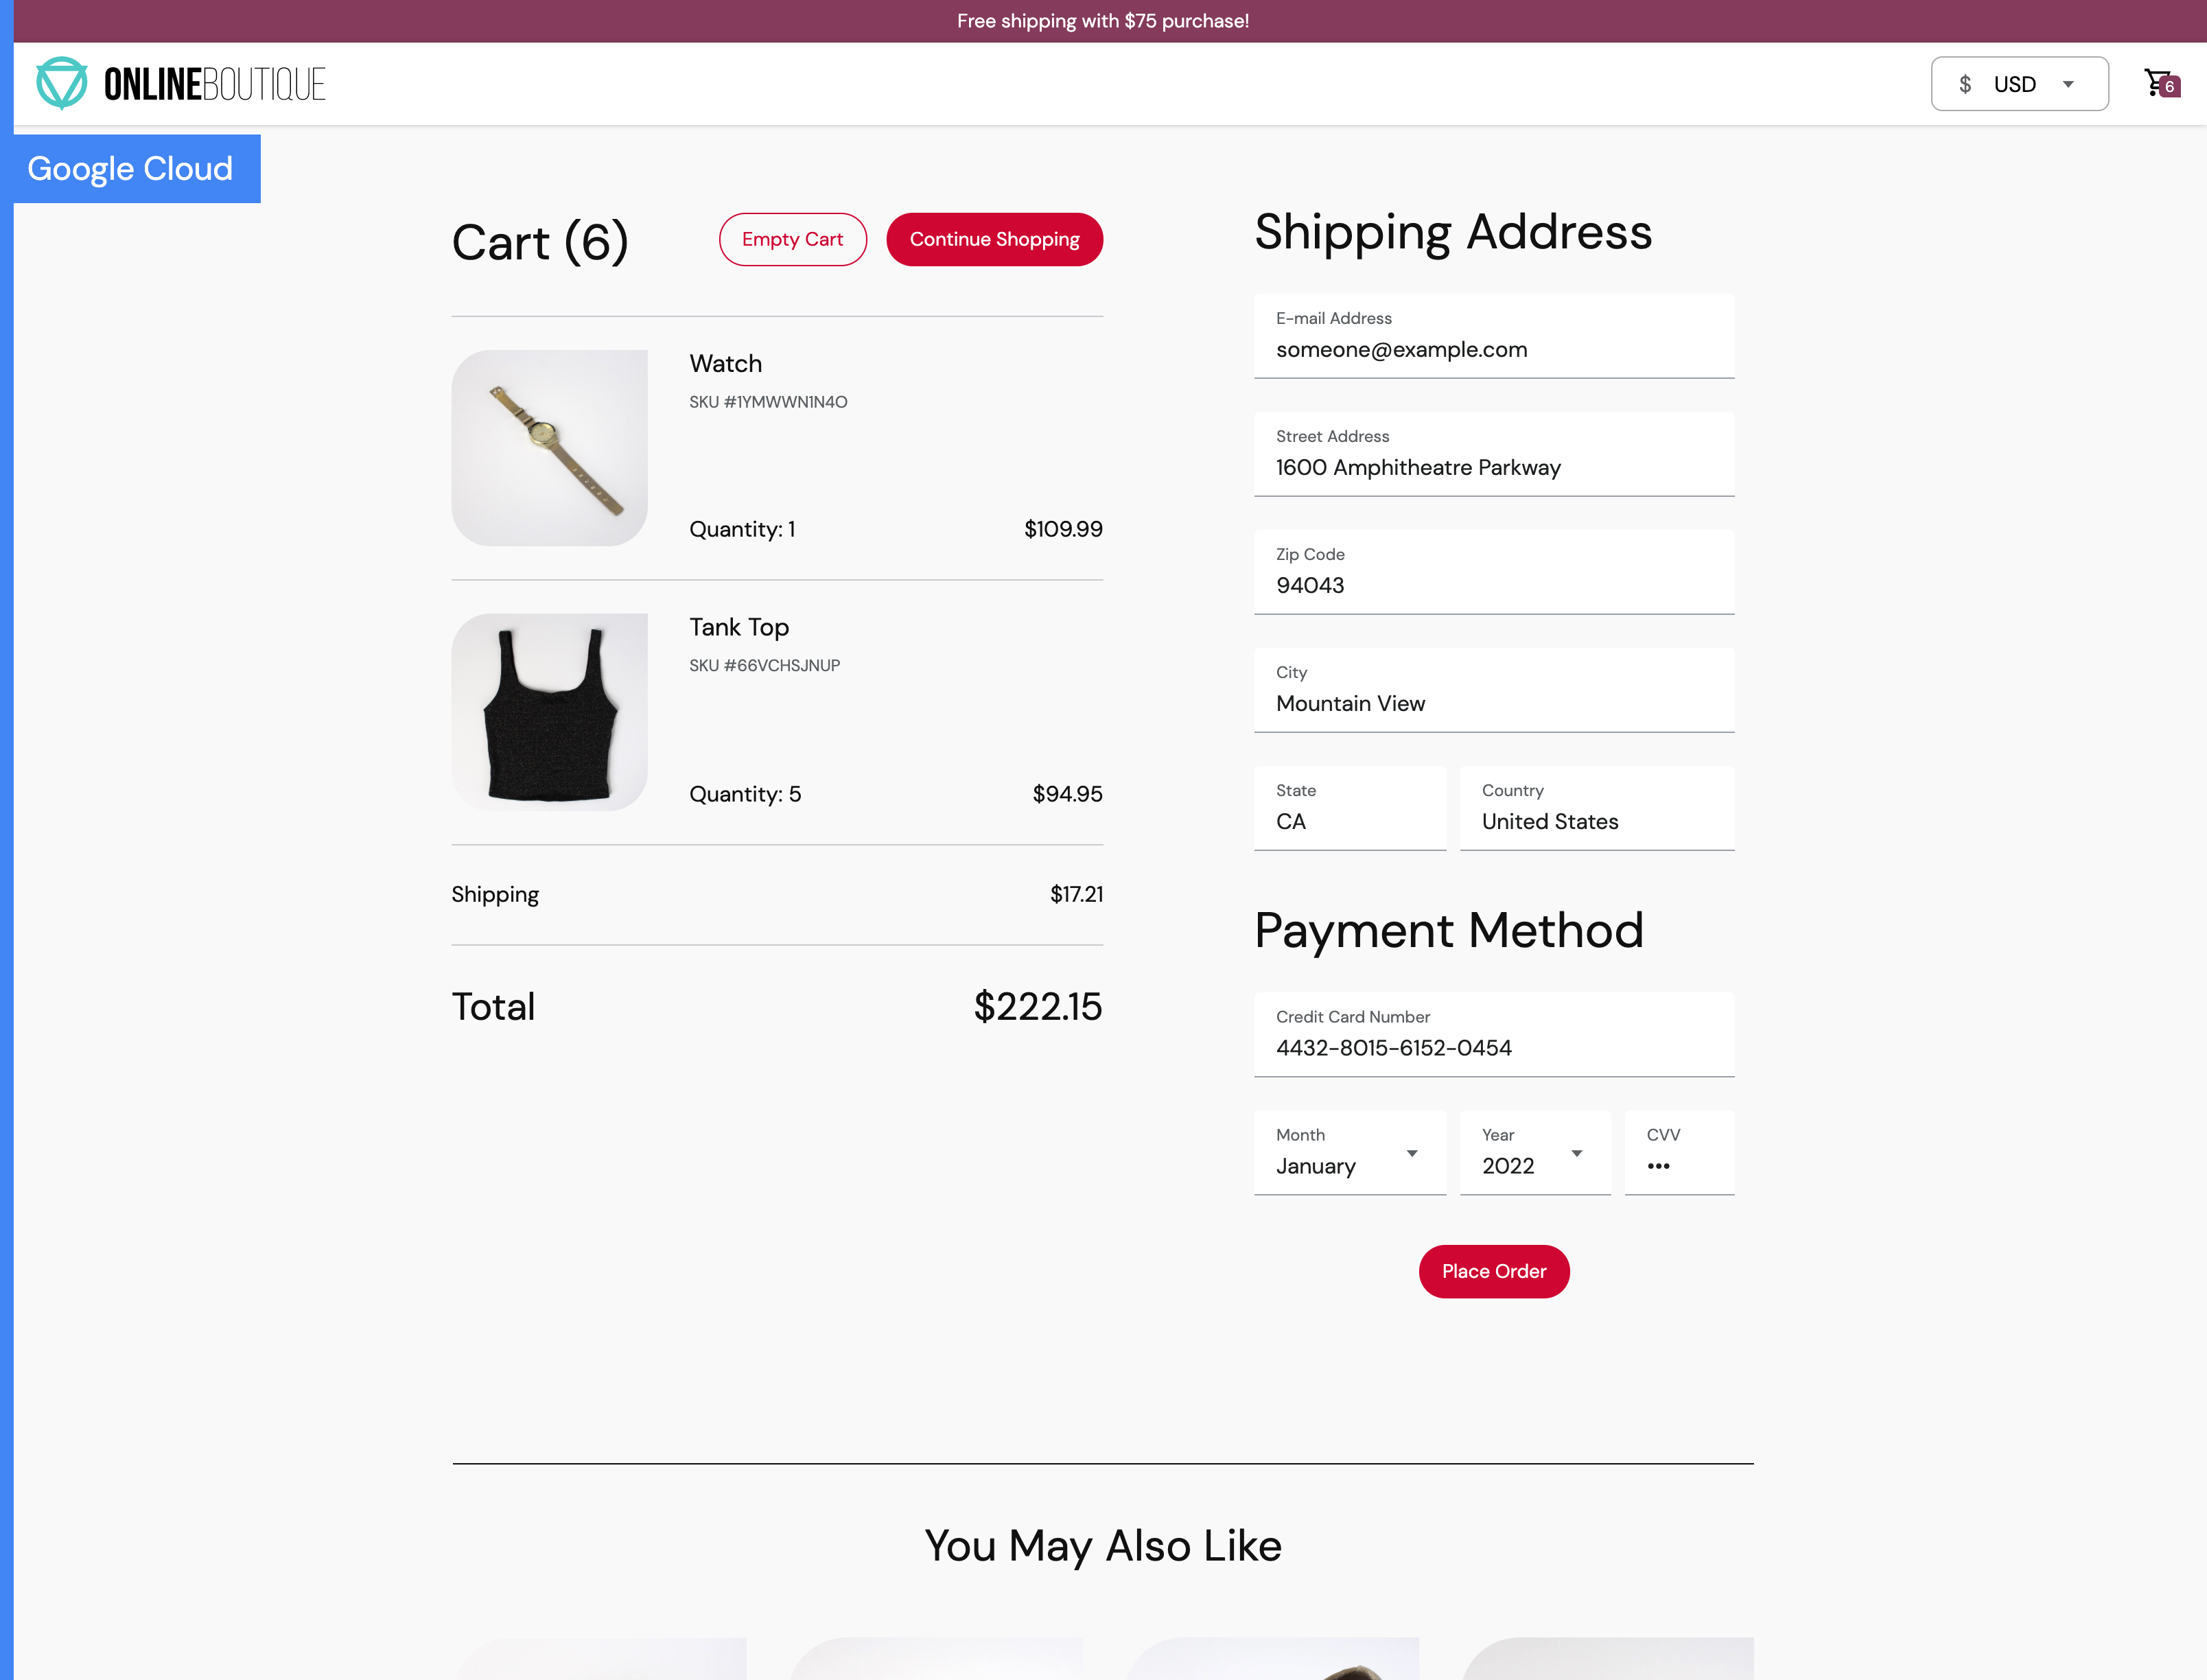 Free shipping with $75 purchase!
ONLINEBOUTIQUE
$ USD
6
Google Cloud
Cart (6)
Empty Cart
Continue Shopping
Watch
SKU #1YMWWN1N4O
Quantity: 1
$109.99
Tank Top
SKU #66VCHSJNUP
Quantity: 5
$94.95
Shipping
$17.21
Total
$222.15
Shipping Address
E-mail Address
someone@example.com
Street Address
1600 Amphitheatre Parkway
Zip Code
94043
City
Mountain View
State
CA
Country
United States
Payment Method
Credit Card Number
4432-8015-6152-0454
Month
January
Year
2022
CVV
•••
Place Order
You May Also Like